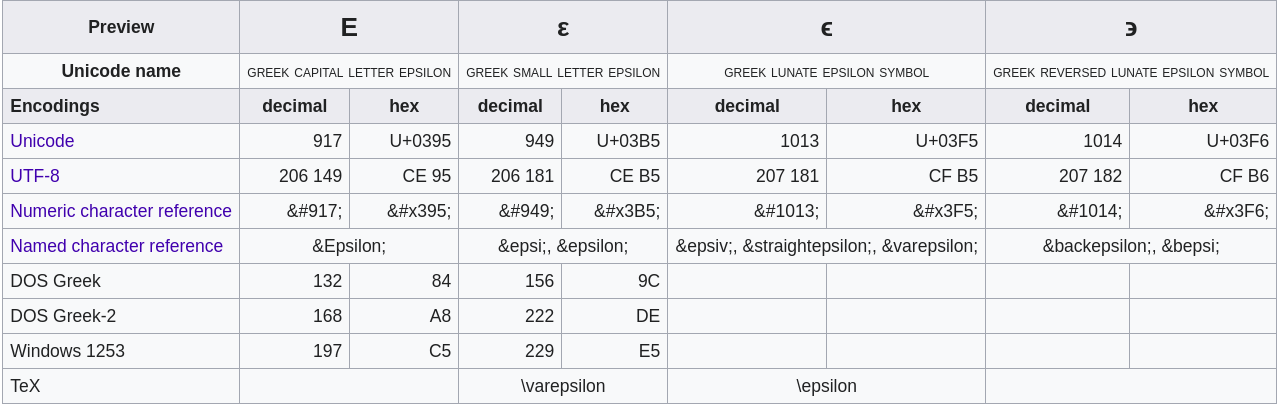 Preview Ε ε ϵ ϶
Unicode name GREEK CAPITAL LETTER EPSILON GREEK SMALL LETTER EPSILON GREEK LUNATE EPSILON SYMBOL GREEK REVERSED LUNATE EPSILON SYMBOL
Encodings decimal hex decimal hex decimal hex decimal hex
Unicode 917 U+0395 949 U+03B5 1013 U+03F5 1014 U+03F6
UTF-8 206 149 CE 95 206 181 CE B5 207 181 CF B5 207 182 CF B6
Numeric character reference &#917; &#x395; &#949; &#x3B5; &#1013; &#x3F5; &#1014; &#x3F6;
Named character reference &Epsilon; &epsi;, &epsilon; &epsiv;, &straightepsilon;, &varepsilon; &backepsilon;, &bepsi;
DOS Greek 132 84 156 9C
DOS Greek-2 168 A8 222 DE
Windows 1253 197 C5 229 E5
TeX \varepsilon \epsilon